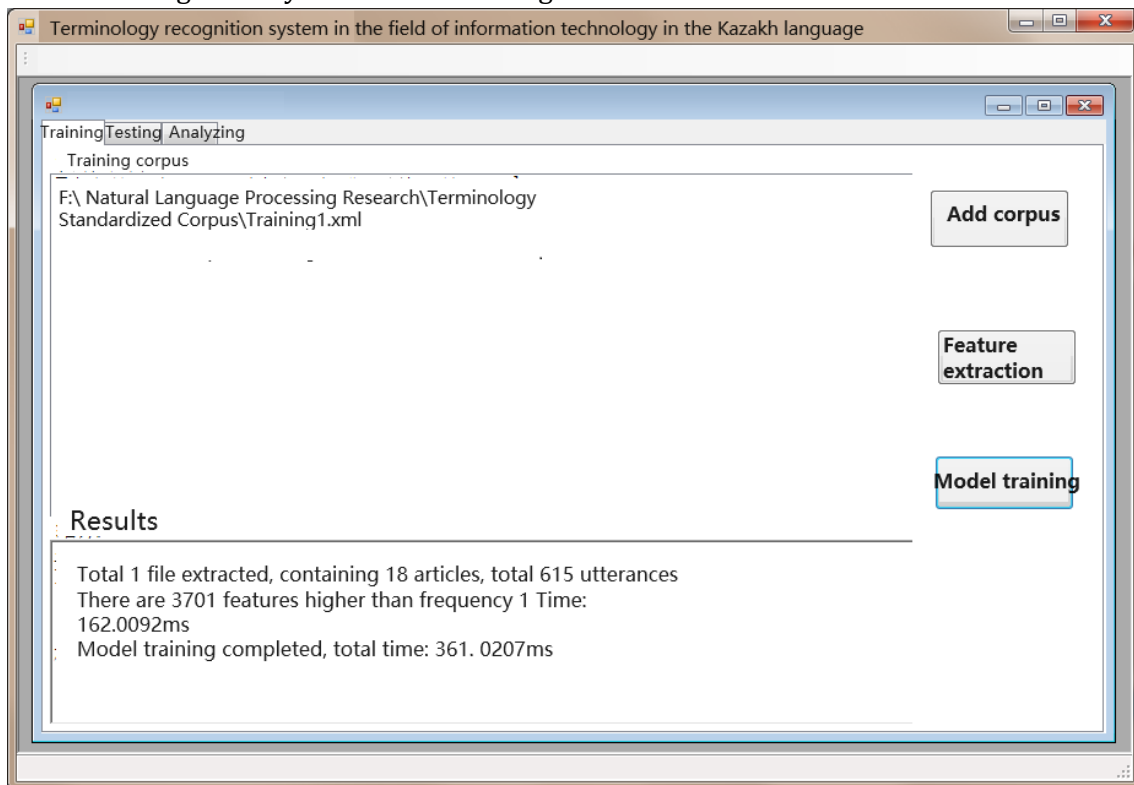 Terminology recognition system in the field of information technology in the Kazakh language
Training Testing Analyzing
Training corpus
F:\ Natural Language Processing Research\Terminology
Standardized Corpus\Training1.xml
Add corpus
Feature
extraction
Model training
Results
Total 1 file extracted, containing 18 articles, total 615 utterances
There are 3701 features higher than frequency 1 Time:
162.0092ms
Model training completed, total time: 361. 0207ms